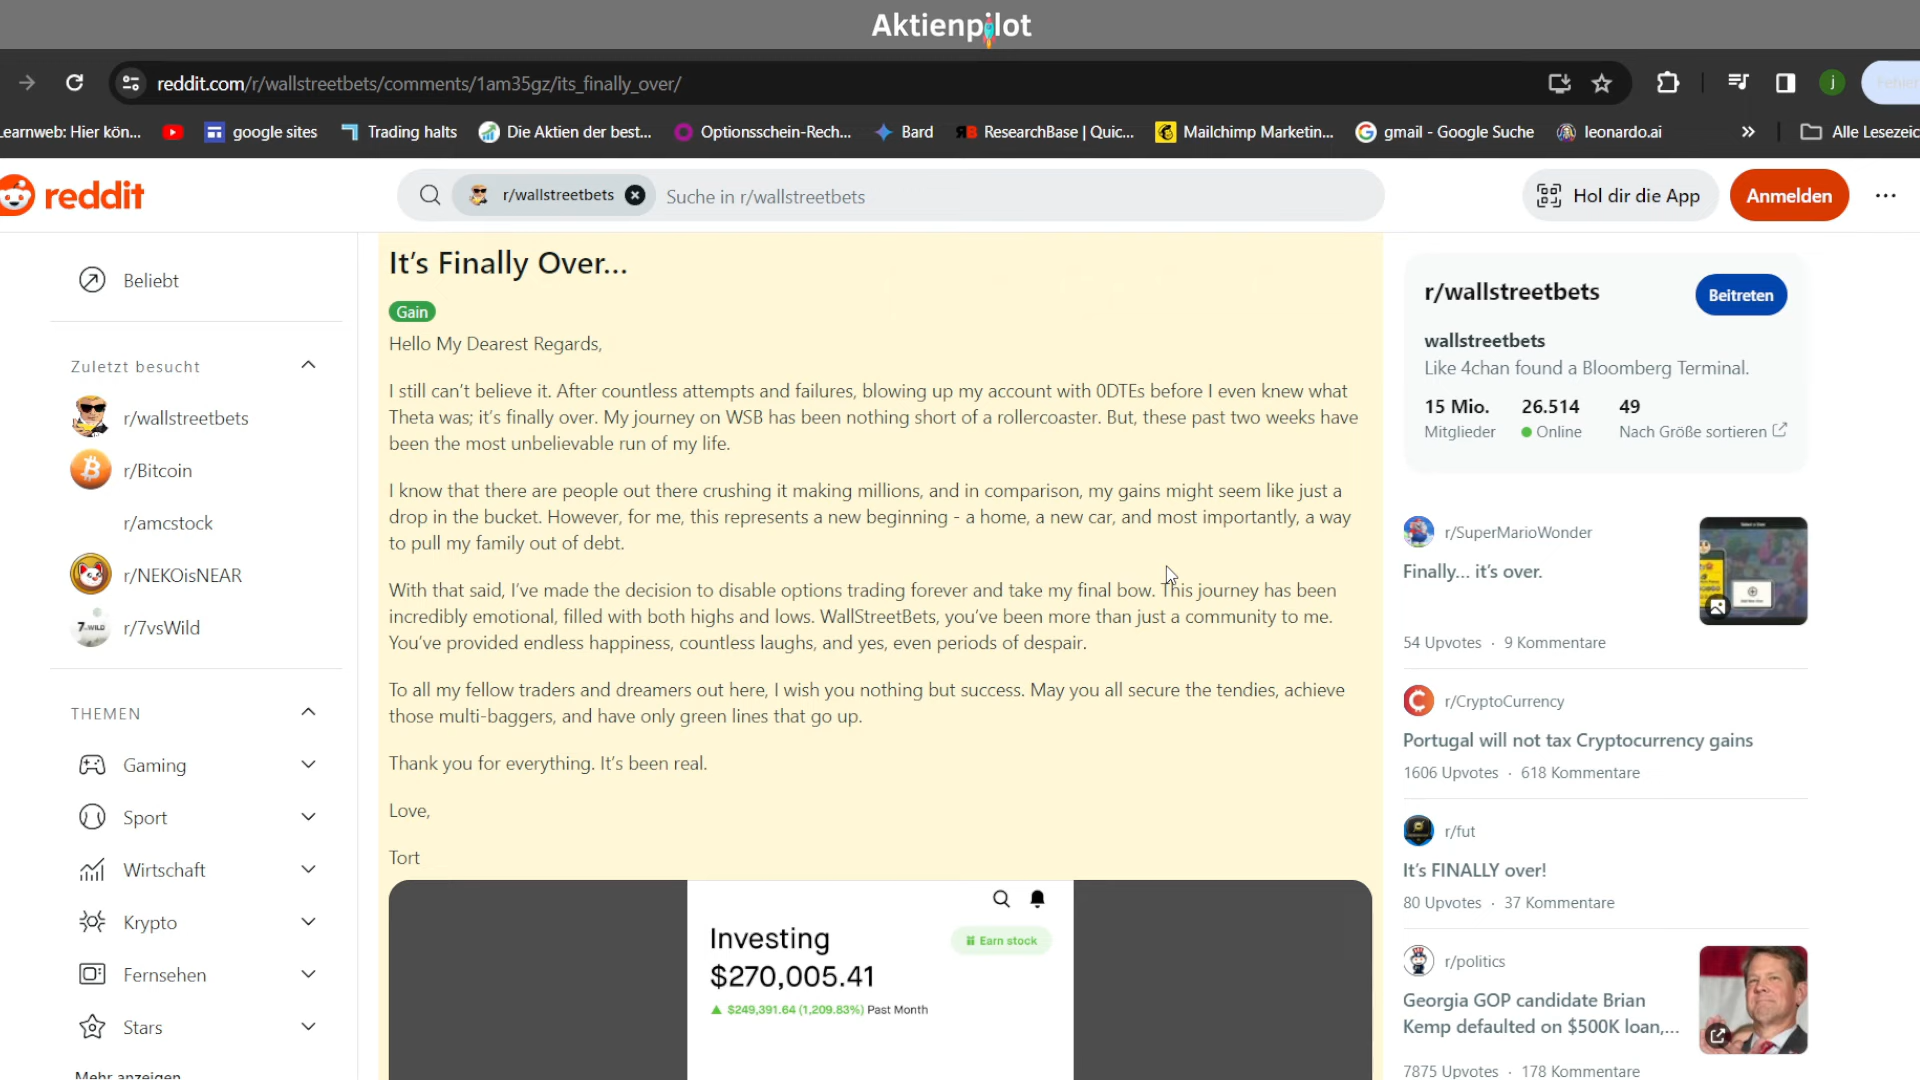 Aktienpilot
reddit.com/r/wallstreetbets/comments/1am35gz/its_finally_over/
j
earnweb: Hier kön...
google sites
Trading halts
Die Aktien der best...
Optionsschein-Rech...
Bard
RB ResearchBase | Quic...
Mailchimp Marketin...
gmail - Google Suche
leonardo.ai
Alle Lesezeic
reddit
r/wallstreetbets
Suche in r/wallstreetbets
Hol dir die App
Anmelden
Beliebt
Zuletzt besucht
r/wallstreetbets
r/Bitcoin
r/amcstock
r/NEKOisNEAR
7vsWILD
r/7vsWild
THEMEN
Gaming
Sport
Wirtschaft
Krypto
Fernsehen
Stars
Mehr anzeigen
It's Finally Over...
Gain
Hello My Dearest Regards,
I still can't believe it. After countless attempts and failures, blowing up my account with 0DTEs before I even knew what
Theta was; it's finally over. My journey on WSB has been nothing short of a rollercoaster. But, these past two weeks have
been the most unbelievable run of my life.
I know that there are people out there crushing it making millions, and in comparison, my gains might seem like just a
drop in the bucket. However, for me, this represents a new beginning - a home, a new car, and most importantly, a way
to pull my family out of debt.
With that said, I've made the decision to disable options trading forever and take my final bow. This journey has been
incredibly emotional, filled with both highs and lows. WallStreetBets, you've been more than just a community to me.
You've provided endless happiness, countless laughs, and yes, even periods of despair.
To all my fellow traders and dreamers out here, I wish you nothing but success. May you all secure the tendies, achieve
those multi-baggers, and have only green lines that go up.
Thank you for everything. It's been real.
Love,
Tort
Investing
Earn stock
$270,005.41
▲ $249,391.64 (1,209.83%) Past Month
r/wallstreetbets
Beitreten
wallstreetbets
Like 4chan found a Bloomberg Terminal.
15 Mio.
26.514
49
Mitglieder
Online
Nach Größe sortieren
r/SuperMarioWonder
Finally... it's over.
54 Upvotes · 9 Kommentare
r/CryptoCurrency
Portugal will not tax Cryptocurrency gains
1606 Upvotes · 618 Kommentare
r/fut
It's FINALLY over!
80 Upvotes · 37 Kommentare
r/politics
Georgia GOP candidate Brian
Kemp defaulted on $500K loan,...
7875 Upvotes · 178 Kommentare